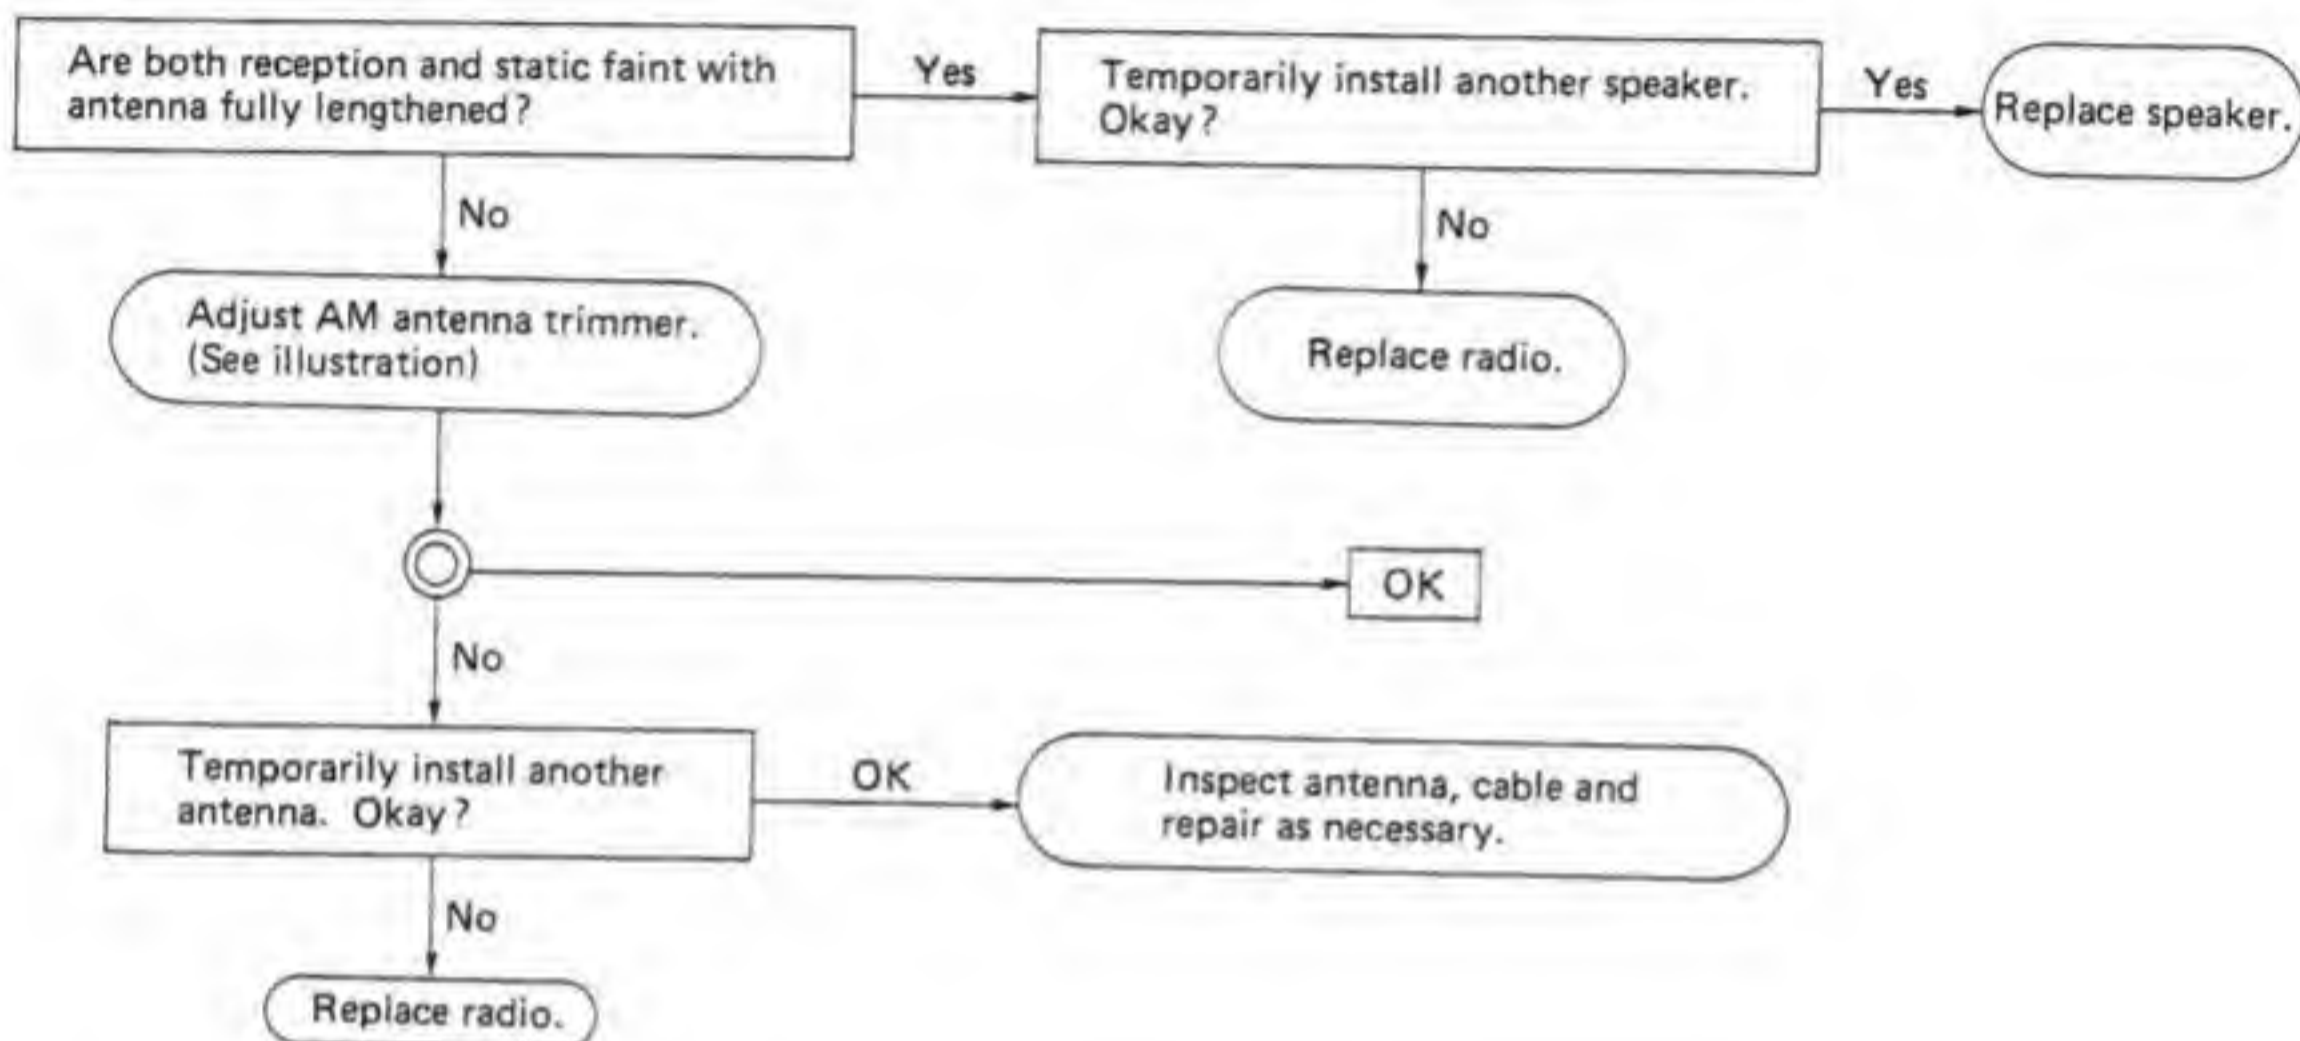 Are both reception and static faint with
antenna fully lengthened?
Yes
Temporarily install another speaker.
Okay?
Yes
Replace speaker.
No
No
Adjust AM antenna trimmer.
(See illustration)
Replace radio.
OK
No
Temporarily install another
antenna. Okay?
OK
Inspect antenna, cable and
repair as necessary.
No
Replace radio.